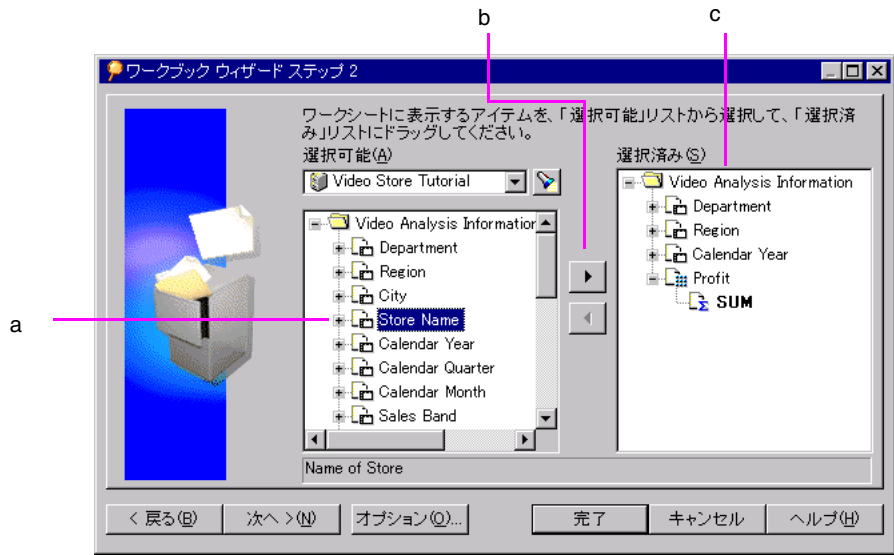 b
c
ワークブック ウィザード ステップ 2
ワークシートに表示するアイテムを、「選択可能」リストから選択して、「選択済
み」リストにドラッグしてください。
選択可能(A)
選択済み(S)
Video Store Tutorial
Video Analysis Information
Department
Region
City
Store Name
Calendar Year
Calendar Quarter
Calendar Month
Sales Band
a
Video Analysis Information
Department
Region
Calendar Year
Profit
SUM
Name of Store
< 戻る(B)
次へ >(N)
オプション(O)...
完了
キャンセル
ヘルプ(H)